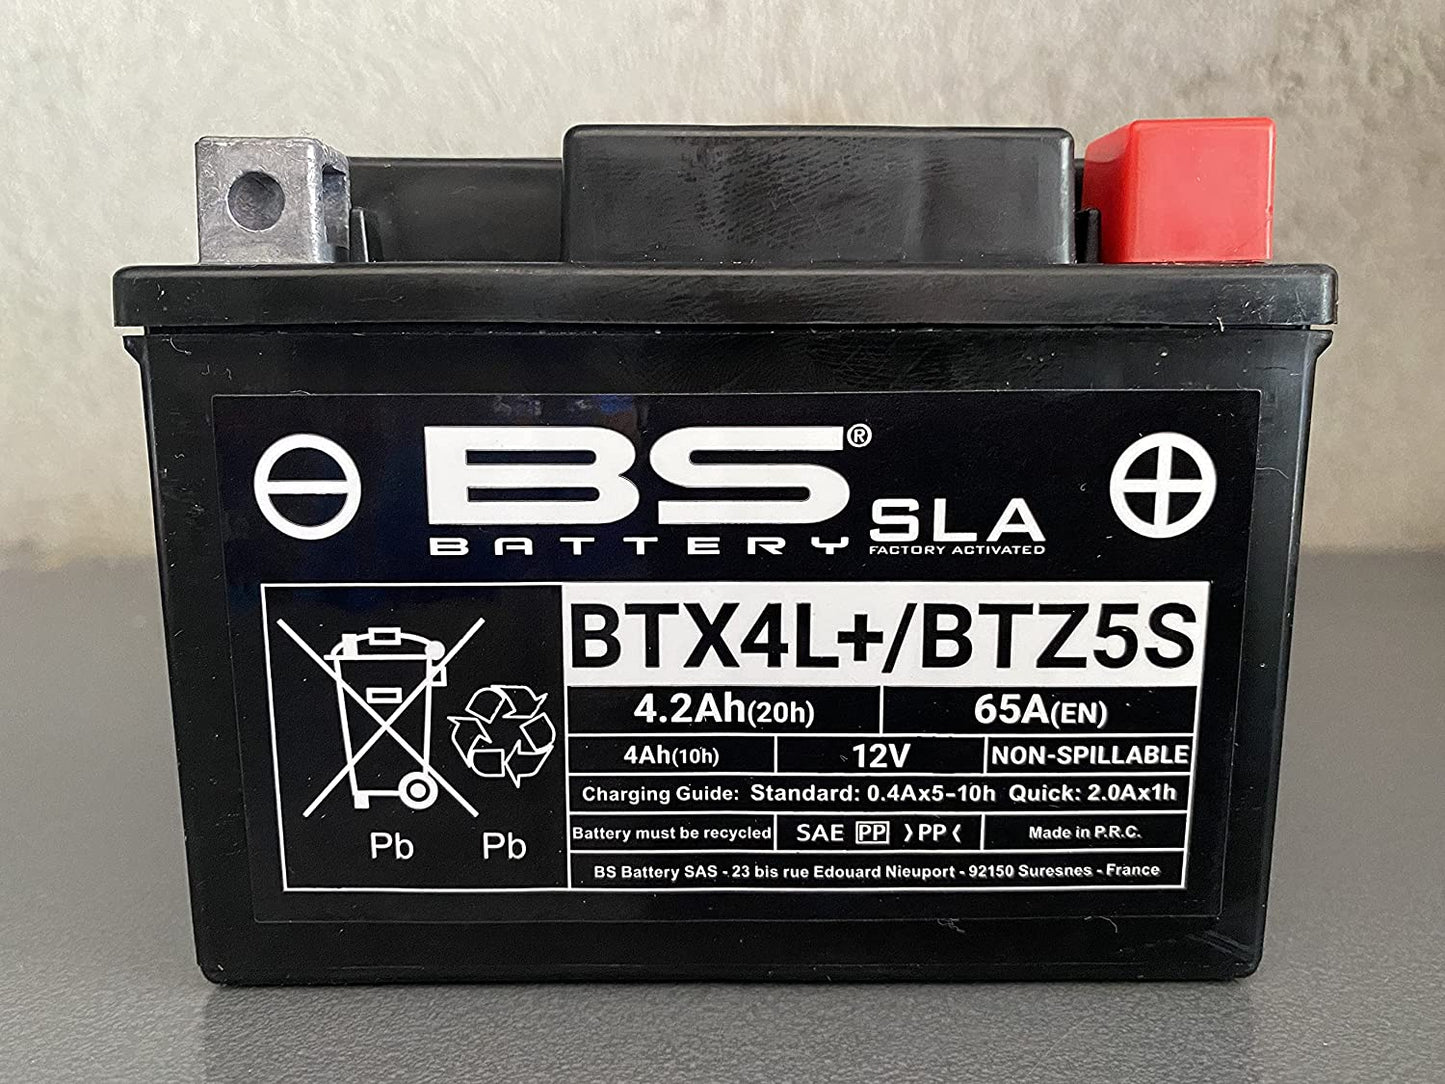 BS®
BATTERY SLA
FACTORY ACTIVATED
BTX4L+/BTZ5S
4.2Ah(20h) 65A(EN)
4Ah(10h) 12V NON-SPILLABLE
Charging Guide: Standard: 0.4Ax5-10h Quick: 2.0Ax1h
Battery must be recycled SAE PP >PP< Made in P.R.C.
BS Battery SAS - 23 bis rue Edouard Nieuport - 92150 Suresnes - France
Pb Pb